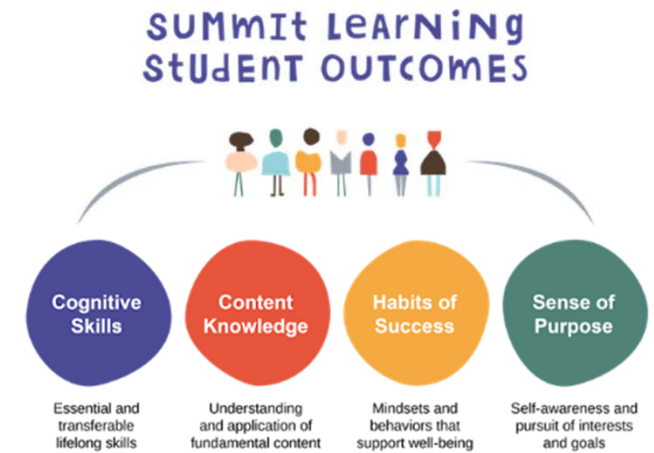 Summit Learning
Student Outcomes
Cognitive
Skills
Content
Knowledge
Habits of
Success
Sense of
Purpose
Essential and
transferable
lifelong skills
Understanding
and application of
fundamental content
Mindsets and
behaviors that
support well-being
Self-awareness and
pursuit of interests
and goals